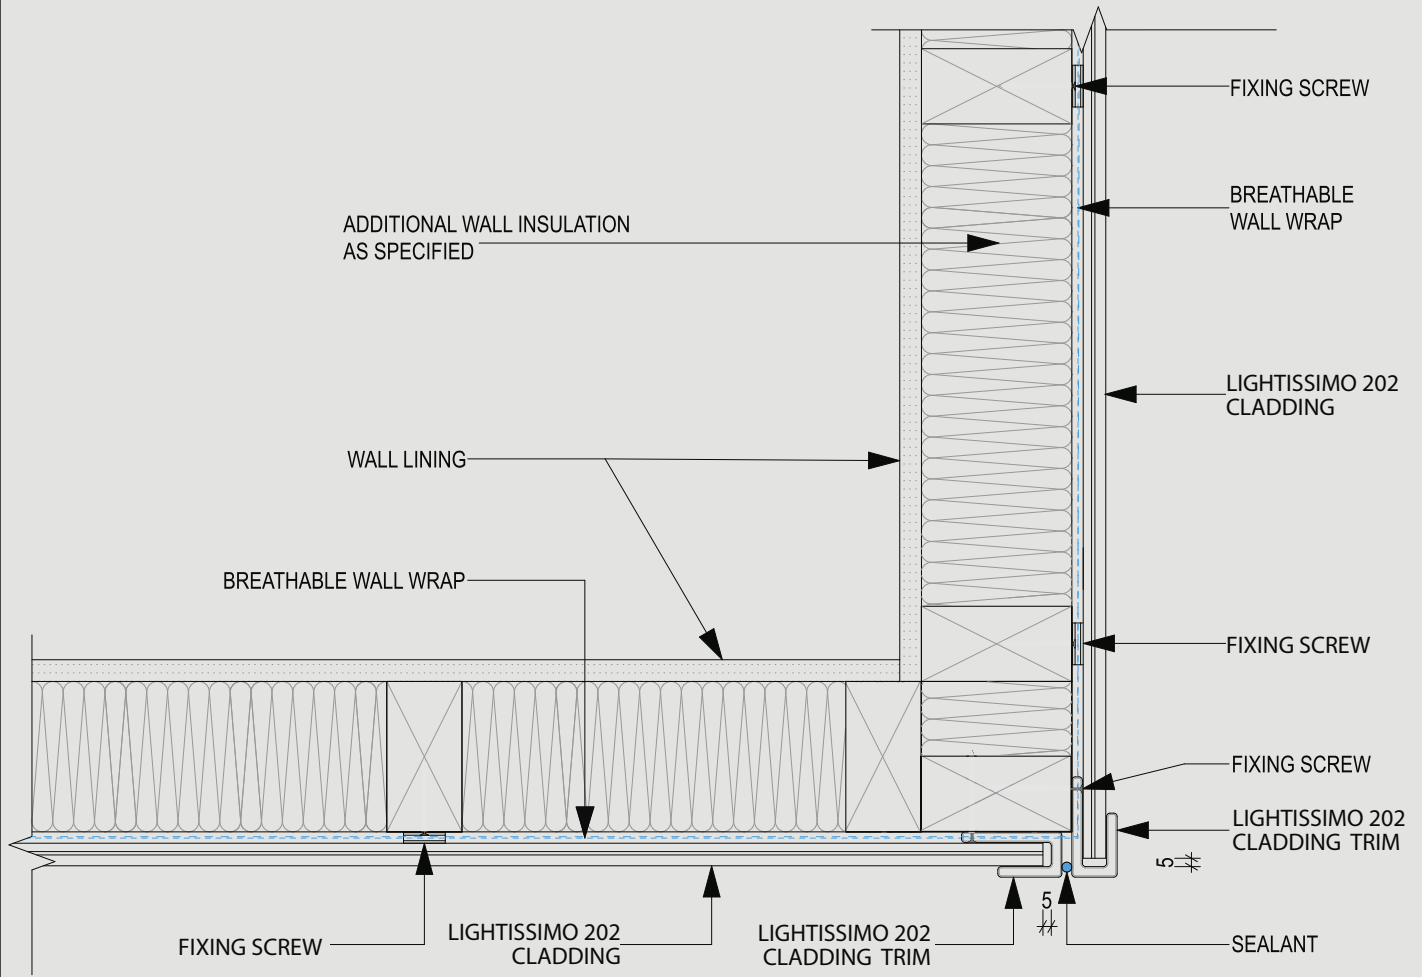 FIXING SCREW
BREATHABLE
WALL WRAP
ADDITIONAL WALL INSULATION
AS SPECIFIED
LIGHTISSIMO 202
CLADDING
WALL LINING
BREATHABLE WALL WRAP
FIXING SCREW
FIXING SCREW
LIGHTISSIMO 202
CLADDING TRIM
5
5
FIXING SCREW
LIGHTISSIMO 202
CLADDING
LIGHTISSIMO 202
CLADDING TRIM
SEALANT